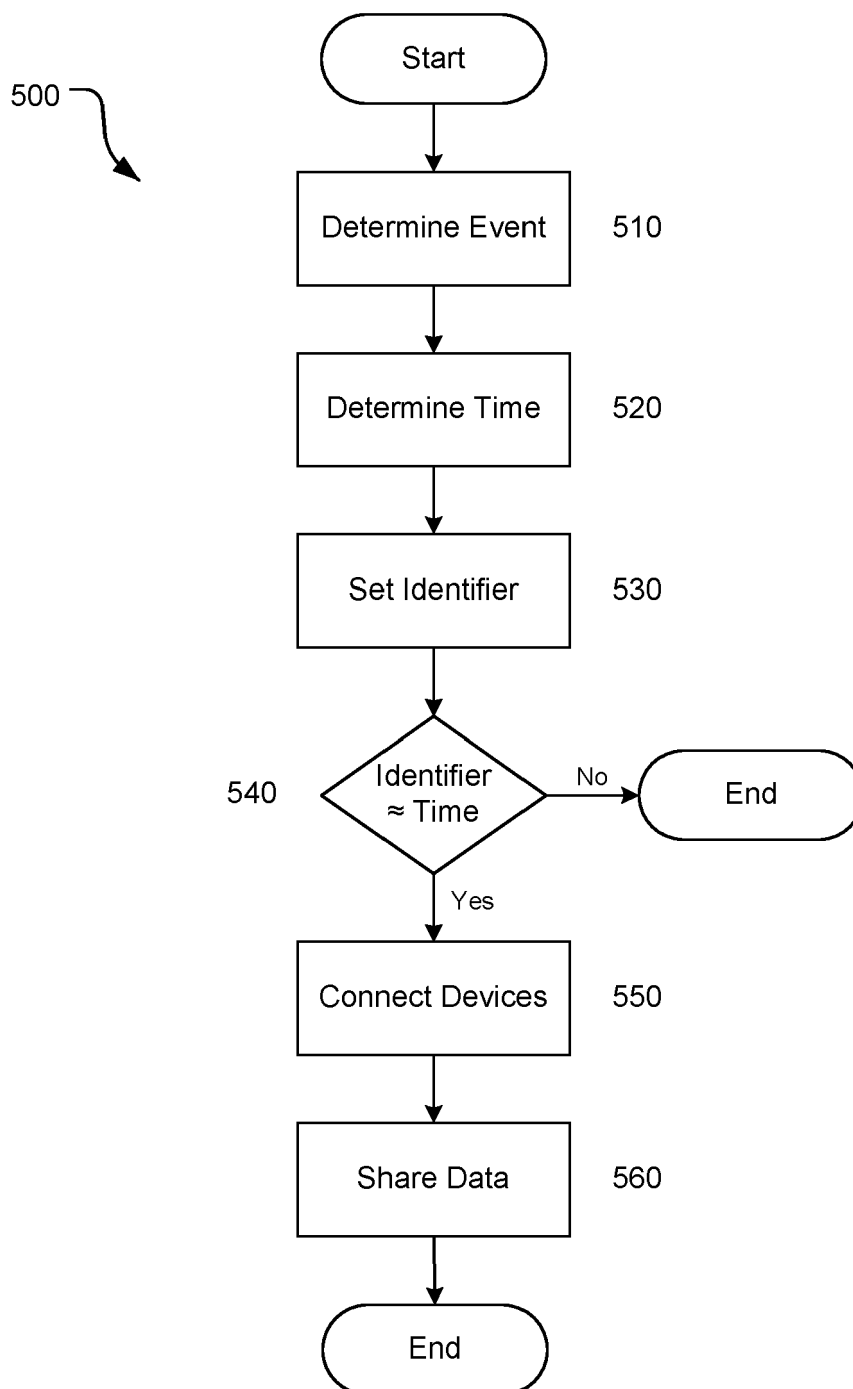 Start
500
Determine Event
510
Determine Time
520
Set Identifier
530
540
Identifier
≈ Time
No
End
Yes
Connect Devices
550
Share Data
560
End